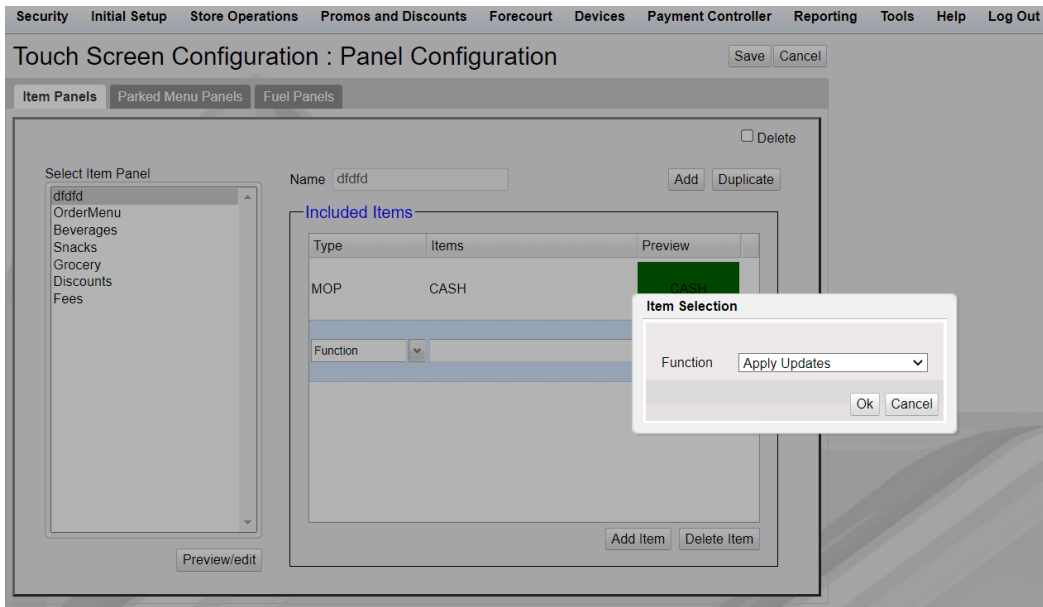 Security Initial Setup Store Operations Promos and Discounts Forecourt Devices Payment Controller Reporting Tools Help Log Out
Touch Screen Configuration : Panel Configuration Save Cancel
Item Panels Parked Menu Panels Fuel Panels
Delete
Select Item Panel
Name dfdfd Add Duplicate
dfdfd
OrderMenu
Beverages
Snacks
Grocery
Discounts
Fees
Included Items
Type Items Preview
MOP CASH CASH
Function
Item Selection
Function Apply Updates
Ok Cancel
Add Item Delete Item
Preview/edit